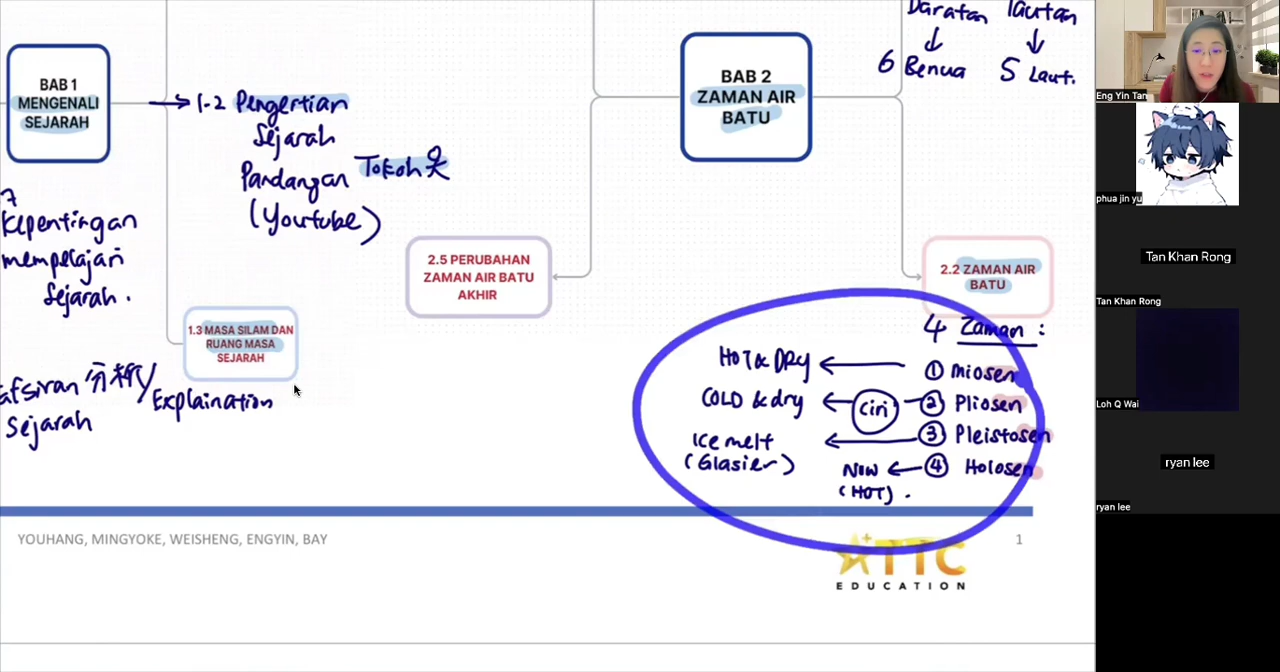 Daratan
lautan
6 Benua
5 Laut.
BAB 1
MENGENALI
SEJARAH
1.2 Pengertian
Sejarah
Pandangan Tokoh
(Youtube)
BAB 2
ZAMAN AIR
BATU
7
Kepentingan
mempelajari
Sejarah.
1.3 MASA SILAM DAN
RUANG MASA
SEJARAH
afsiran 分析/
Explaination
Sejarah
2.5 PERUBAHAN
ZAMAN AIR BATU
AKHIR
2.2 ZAMAN AIR
BATU
4 Zaman :
HOT & DRY
① Miosen
COLD & dry
Ciri
② Pliosen
Ice melt
(Glasier)
③ Pleistosen
Now
(HOT) .
④ Holosen
YOUHANG, MINGYOKE, WEISHENG, ENGYIN, BAY
1
TTC
EDUCATION
Eng Yin Tan
phua jin yu
Tan Khan Rong
Tan Khan Rong
Loh Q Wai
ryan lee
ryan lee